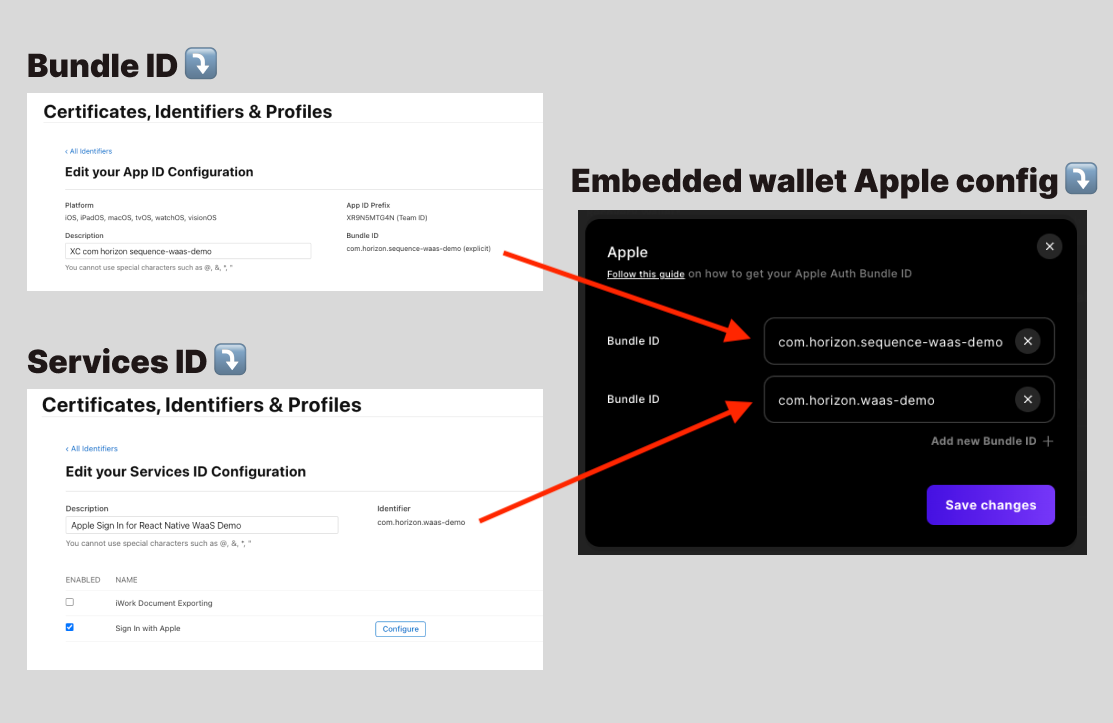 Bundle ID ⤵️
Certificates, Identifiers & Profiles
‹ All Identifiers
Edit your App ID Configuration
Platform
iOS, iPadOS, macOS, tvOS, watchOS, visionOS
App ID Prefix
XR9N5MTG4N (Team ID)
Description
XC com horizon sequence-waas-demo
You cannot use special characters such as @, &, *, "
Bundle ID
com.horizon.sequence-waas-demo (explicit)
Services ID ⤵️
Certificates, Identifiers & Profiles
‹ All Identifiers
Edit your Services ID Configuration
Description
Apple Sign In for React Native WaaS Demo
You cannot use special characters such as @, &, *, "
Identifier
com.horizon.waas-demo
ENABLED NAME
iWork Document Exporting
Sign In with Apple Configure
Embedded wallet Apple config ⤵️
Apple
Follow this guide on how to get your Apple Auth Bundle ID
Bundle ID com.horizon.sequence-waas-demo
Bundle ID com.horizon.waas-demo
Add new Bundle ID +
Save changes